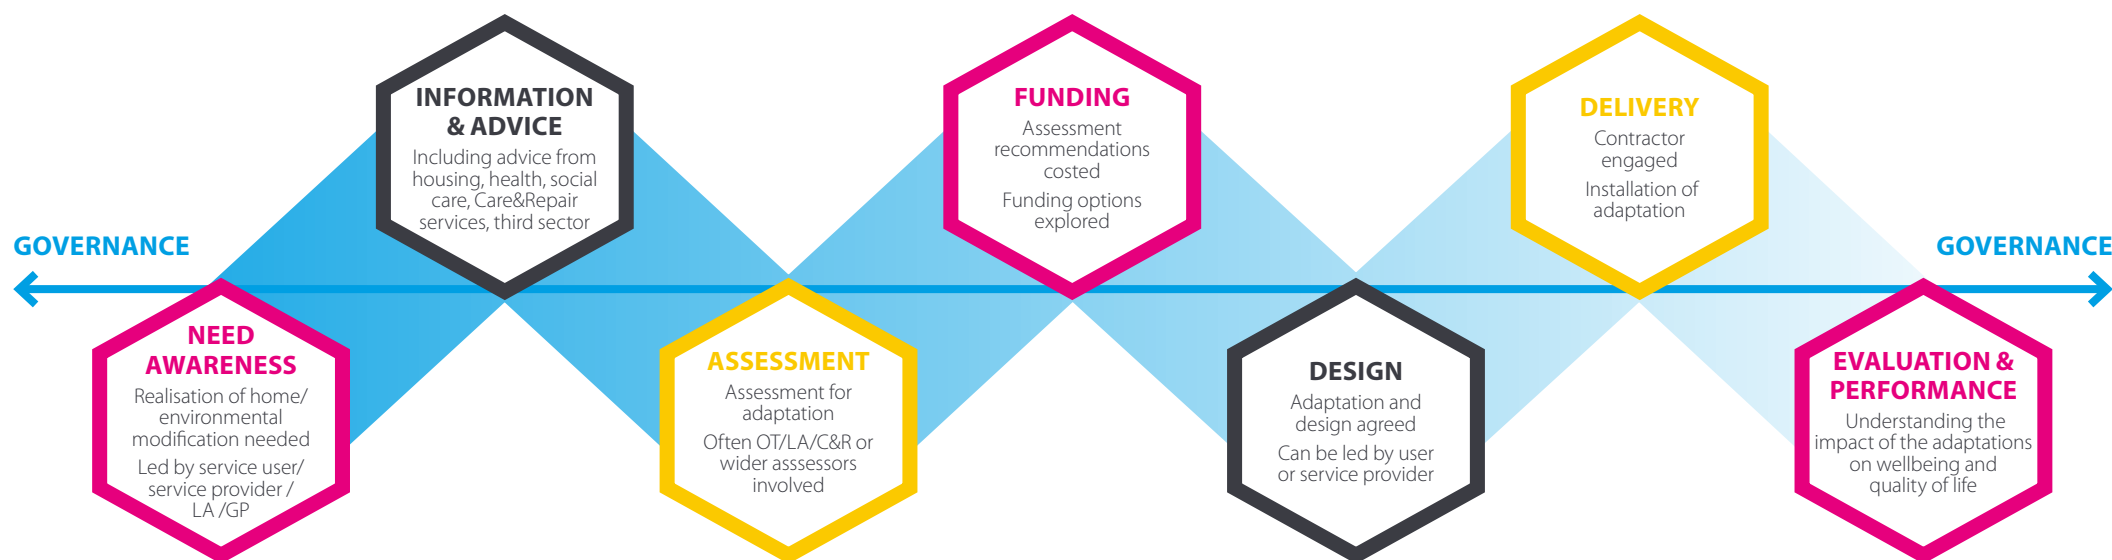 GOVERNANCE
NEED
AWARENESS
Realisation of home/
environmental
modification needed
Led by service user/
service provider /
LA /GP
INFORMATION
& ADVICE
Including advice from
housing, health, social
care, Care&Repair
services, third sector
ASSESSMENT
Assessment for
adaptation
Often OT/LA/C&R or
wider asssessors
involved
FUNDING
Assessment
recommendations
costed
Funding options
explored
DESIGN
Adaptation and
design agreed
Can be led by user
or service provider
DELIVERY
Contractor
engaged
Installation of
adaptation
EVALUATION &
PERFORMANCE
Understanding the
impact of the adaptations
on wellbeing and
quality of life
GOVERNANCE